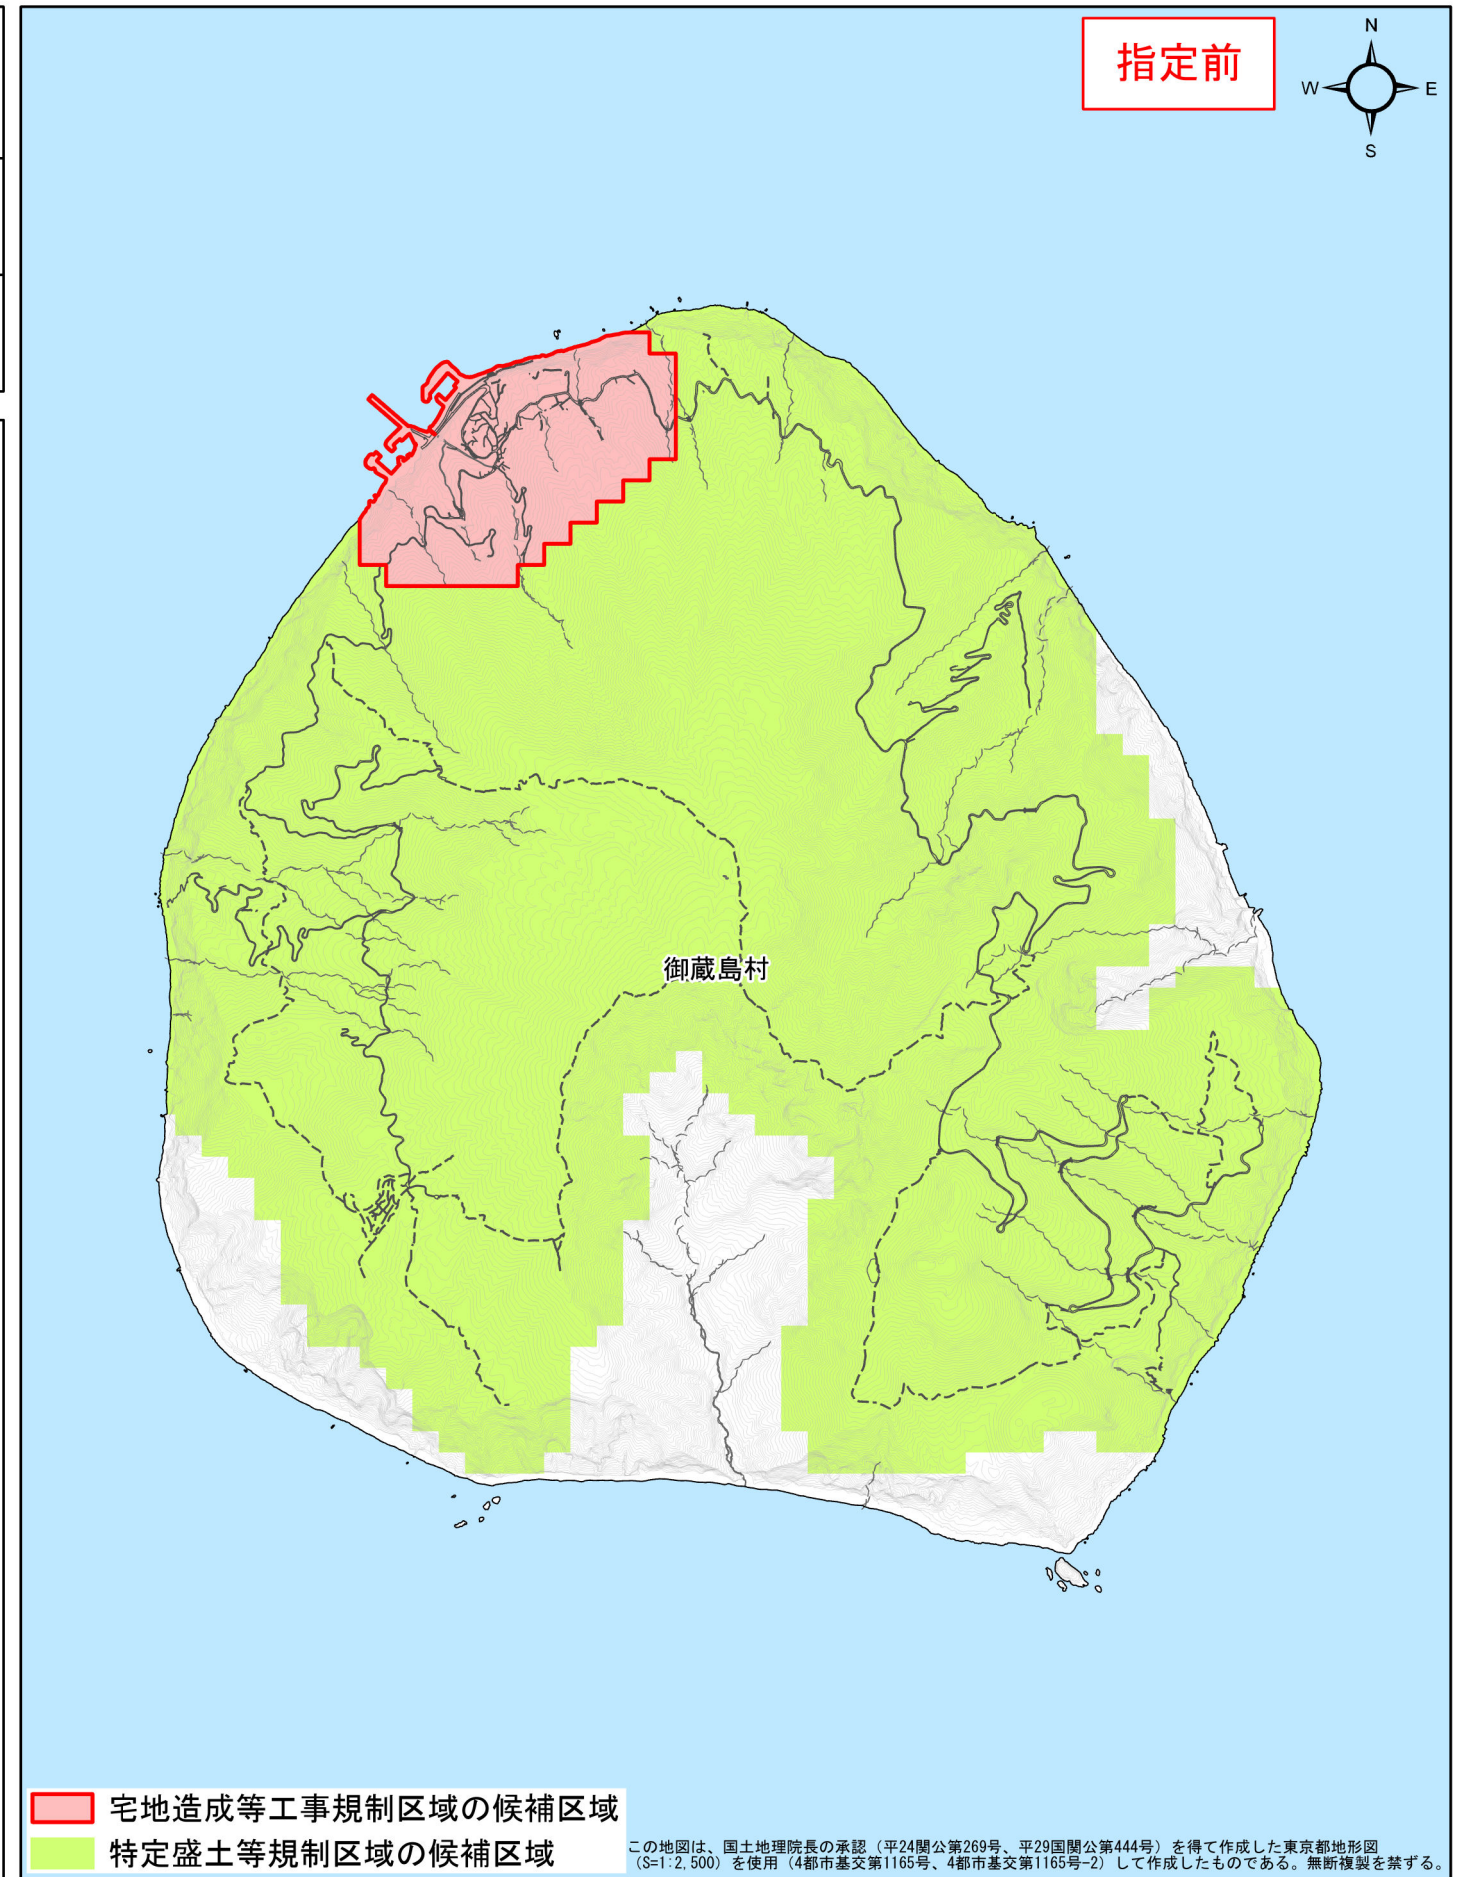 指定前
N
W E
S
御蔵島村
宅地造成等工事規制区域の候補区域
特定盛土等規制区域の候補区域
この地図は、国土地理院長の承認（平24関公第269号、平29国関公第444号）を得て作成した東京都地形図
（S=1:2,500）を使用（4都市基交第1165号、4都市基交第1165号-2）して作成したものである。無断複製を禁ずる。